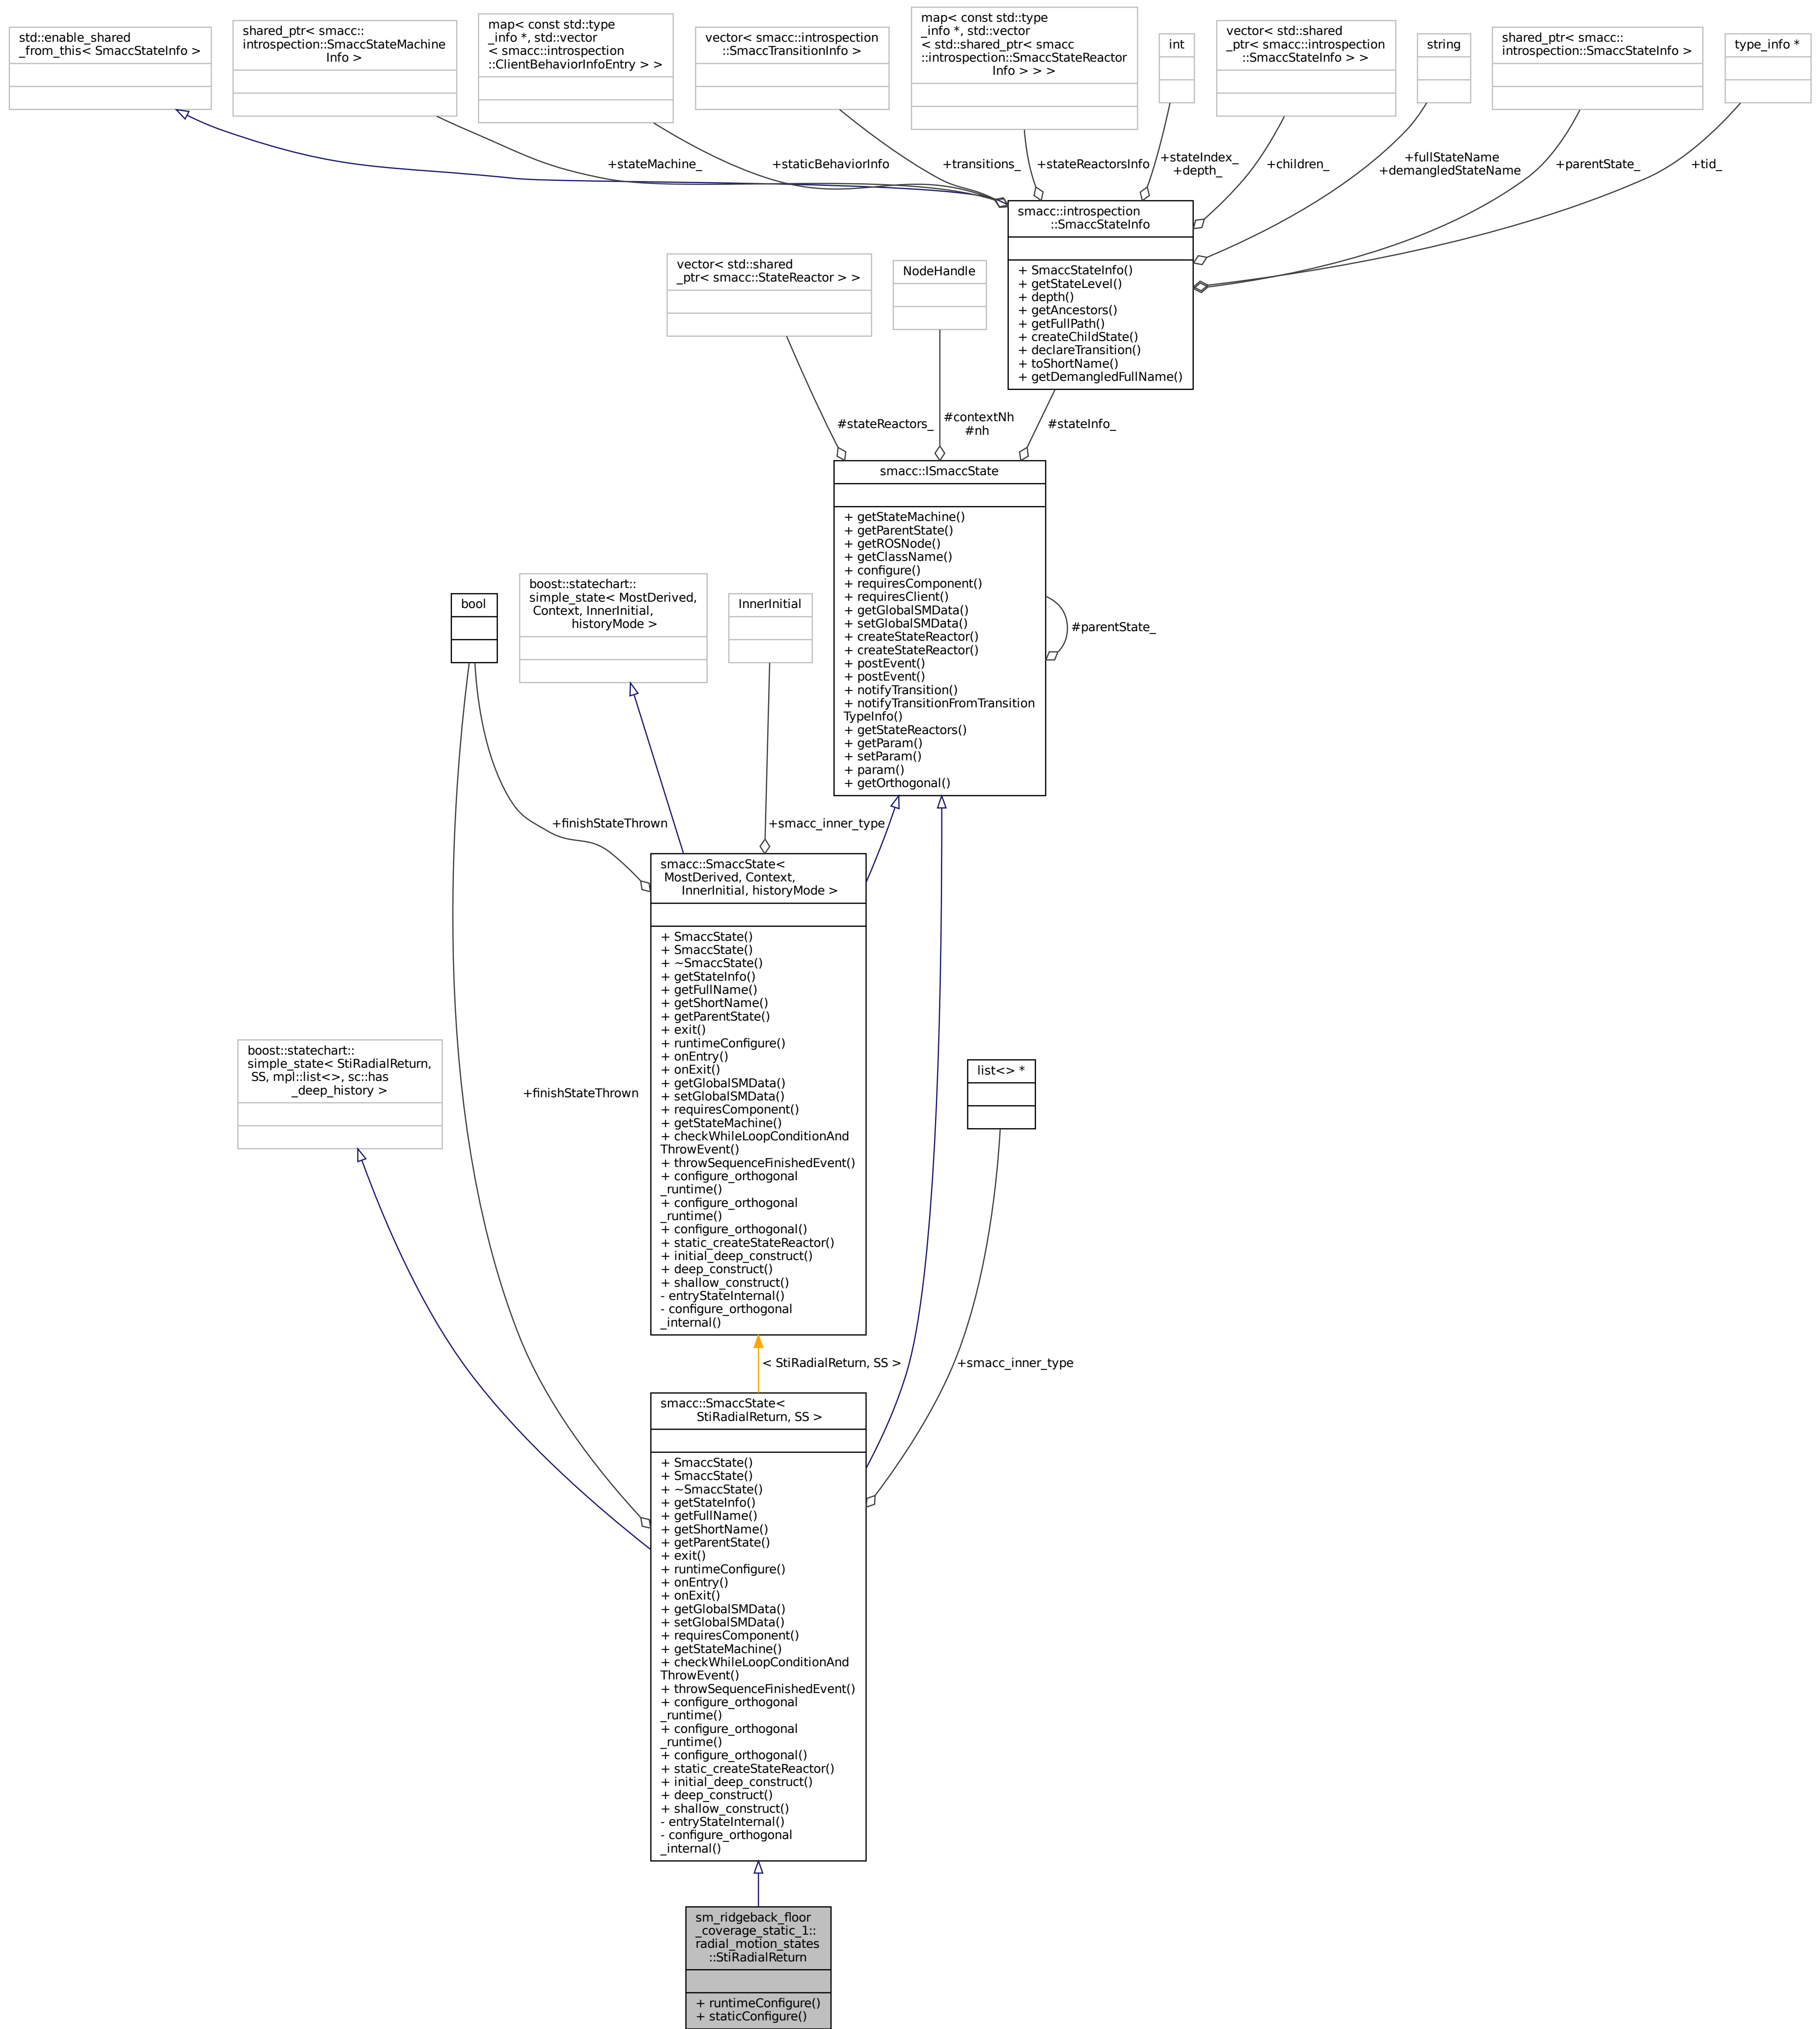 std::enable_shared
_from_this< SmaccStateInfo >
shared_ptr< smacc::
introspection::SmaccStateMachine
Info >
map< const std::type
_info *, std::vector
< smacc::introspection
::ClientBehaviorInfoEntry > >
vector< smacc::introspection
::SmaccTransitionInfo >
map< const std::type
_info *, std::vector
< std::shared_ptr< smacc
::introspection::SmaccStateReactor
Info > > >
int
vector< std::shared
_ptr< smacc::introspection
::SmaccStateInfo > >
string
shared_ptr< smacc::
introspection::SmaccStateInfo >
type_info *
+stateMachine_
+staticBehaviorInfo
+transitions_
+stateReactorsInfo
+stateIndex_
+depth_
+children_
+fullStateName
+demangledStateName
+parentState_
+tid_
smacc::introspection
::SmaccStateInfo
+ SmaccStateInfo()
+ getStateLevel()
+ depth()
+ getAncestors()
+ getFullPath()
+ createChildState()
+ declareTransition()
+ toShortName()
+ getDemangledFullName()
vector< std::shared
_ptr< smacc::StateReactor > >
NodeHandle
#stateReactors_
#contextNh
#nh
#stateInfo_
smacc::ISmaccState
+ getStateMachine()
+ getParentState()
+ getROSNode()
+ getClassName()
+ configure()
+ requiresComponent()
+ requiresClient()
+ getGlobalSMData()
+ setGlobalSMData()
+ createStateReactor()
+ createStateReactor()
+ postEvent()
+ postEvent()
+ notifyTransition()
+ notifyTransitionFromTransition
TypeInfo()
+ getStateReactors()
+ getParam()
+ setParam()
+ param()
+ getOrthogonal()
#parentState_
bool
boost::statechart::
simple_state< MostDerived,
Context, InnerInitial,
historyMode >
InnerInitial
+finishStateThrown
+smacc_inner_type
smacc::SmaccState<
MostDerived, Context,
InnerInitial, historyMode >
+ SmaccState()
+ SmaccState()
+ ~SmaccState()
+ getStateInfo()
+ getFullName()
+ getShortName()
+ getParentState()
+ exit()
+ runtimeConfigure()
+ onEntry()
+ onExit()
+ getGlobalSMData()
+ setGlobalSMData()
+ requiresComponent()
+ getStateMachine()
+ checkWhileLoopConditionAnd
ThrowEvent()
+ throwSequenceFinishedEvent()
+ configure_orthogonal
_runtime()
+ configure_orthogonal
_runtime()
+ configure_orthogonal()
+ static_createStateReactor()
+ initial_deep_construct()
+ deep_construct()
+ shallow_construct()
- entryStateInternal()
- configure_orthogonal
_internal()
boost::statechart::
simple_state< StiRadialReturn,
SS, mpl::list<>, sc::has
_deep_history >
+finishStateThrown
list<> *
< StiRadialReturn, SS >
+smacc_inner_type
smacc::SmaccState<
StiRadialReturn, SS >
+ SmaccState()
+ SmaccState()
+ ~SmaccState()
+ getStateInfo()
+ getFullName()
+ getShortName()
+ getParentState()
+ exit()
+ runtimeConfigure()
+ onEntry()
+ onExit()
+ getGlobalSMData()
+ setGlobalSMData()
+ requiresComponent()
+ getStateMachine()
+ checkWhileLoopConditionAnd
ThrowEvent()
+ throwSequenceFinishedEvent()
+ configure_orthogonal
_runtime()
+ configure_orthogonal
_runtime()
+ configure_orthogonal()
+ static_createStateReactor()
+ initial_deep_construct()
+ deep_construct()
+ shallow_construct()
- entryStateInternal()
- configure_orthogonal
_internal()
sm_ridgeback_floor
_coverage_static_1::
radial_motion_states
::StiRadialReturn
+ runtimeConfigure()
+ staticConfigure()